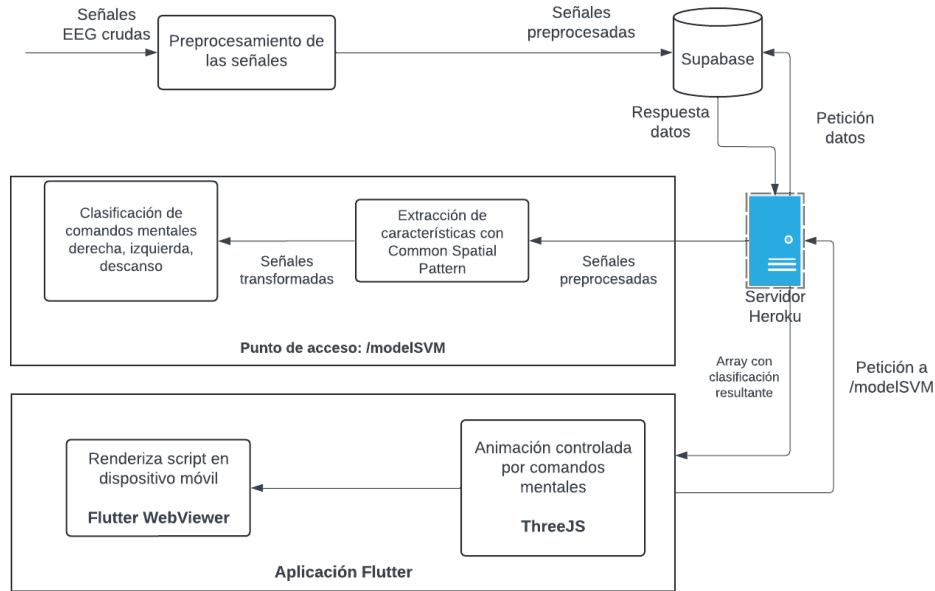 Señales
EEG crudas
Preprocesamiento de
las señales
Señales
preprocesadas
Supabase
Respuesta
datos
Petición
datos
Clasificación de
comandos mentales
derecha, izquierda,
descanso
Señales
transformadas
Extracción de
características con
Common Spatial
Pattern
Señales
preprocesadas
Servidor
Heroku
Punto de acceso: /modelSVM
Array con
clasificación
resultante
Petición a
/modelSVM
Renderiza script en
dispositivo móvil
Flutter WebViewer
Animación controlada
por comandos
mentales
ThreeJS
Aplicación Flutter